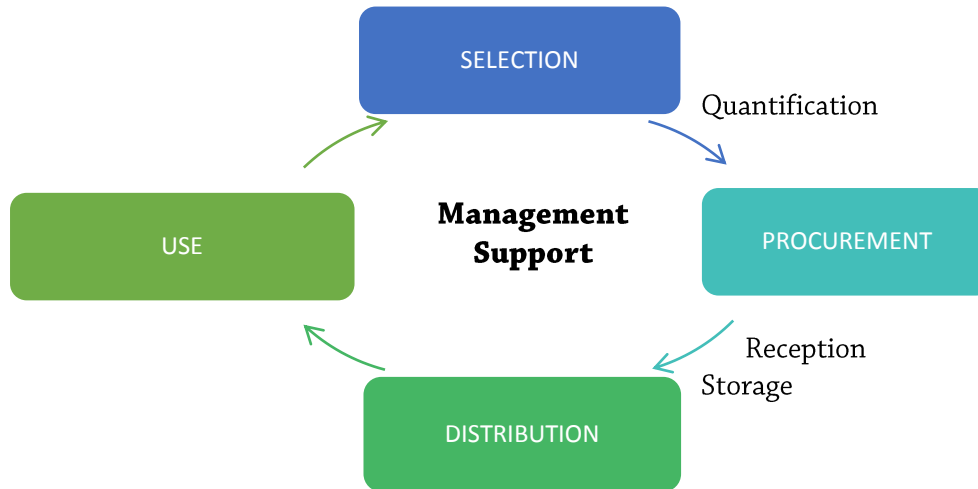 SELECTION
Quantification
Management
Support
USE
PROCUREMENT
Reception
Storage
DISTRIBUTION